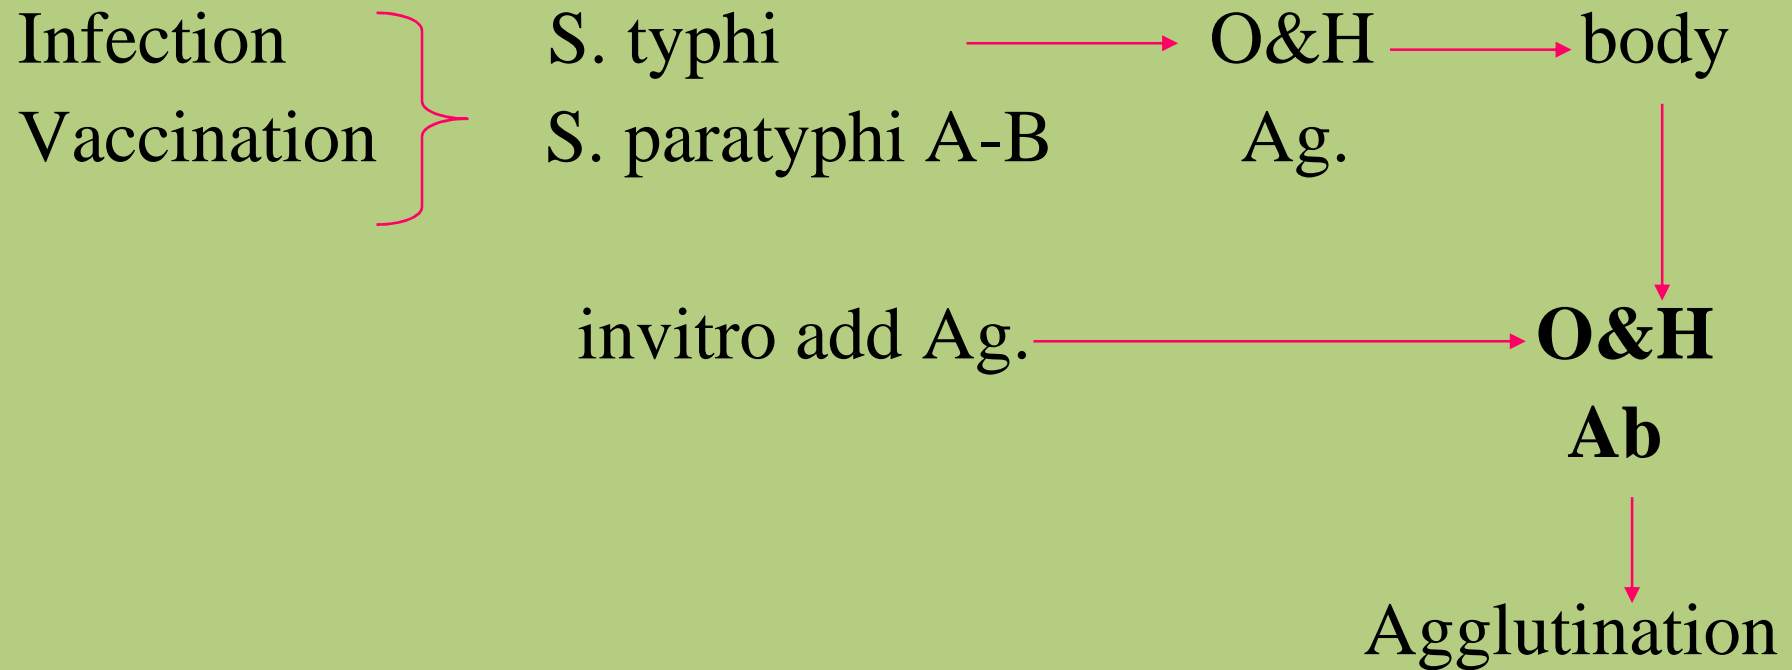 Infection S. typhi O&H body
Vaccination S. paratyphi A-B Ag.
invitro add Ag. O&H
Ab
Agglutination